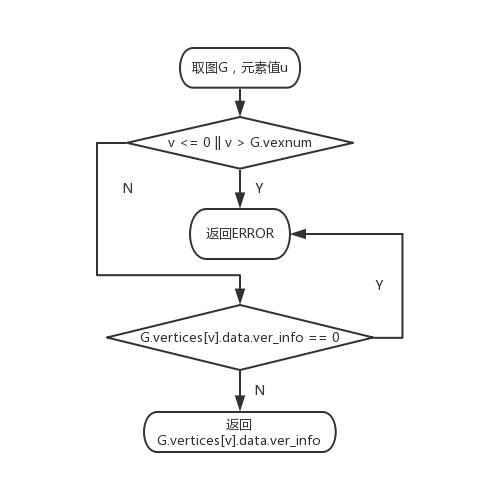 取图G，元素值u
v <= 0 || v > G.vexnum
N
Y
返回ERROR
Y
G.vertices[v].data.ver_info == 0
N
返回
G.vertices[v].data.ver_info